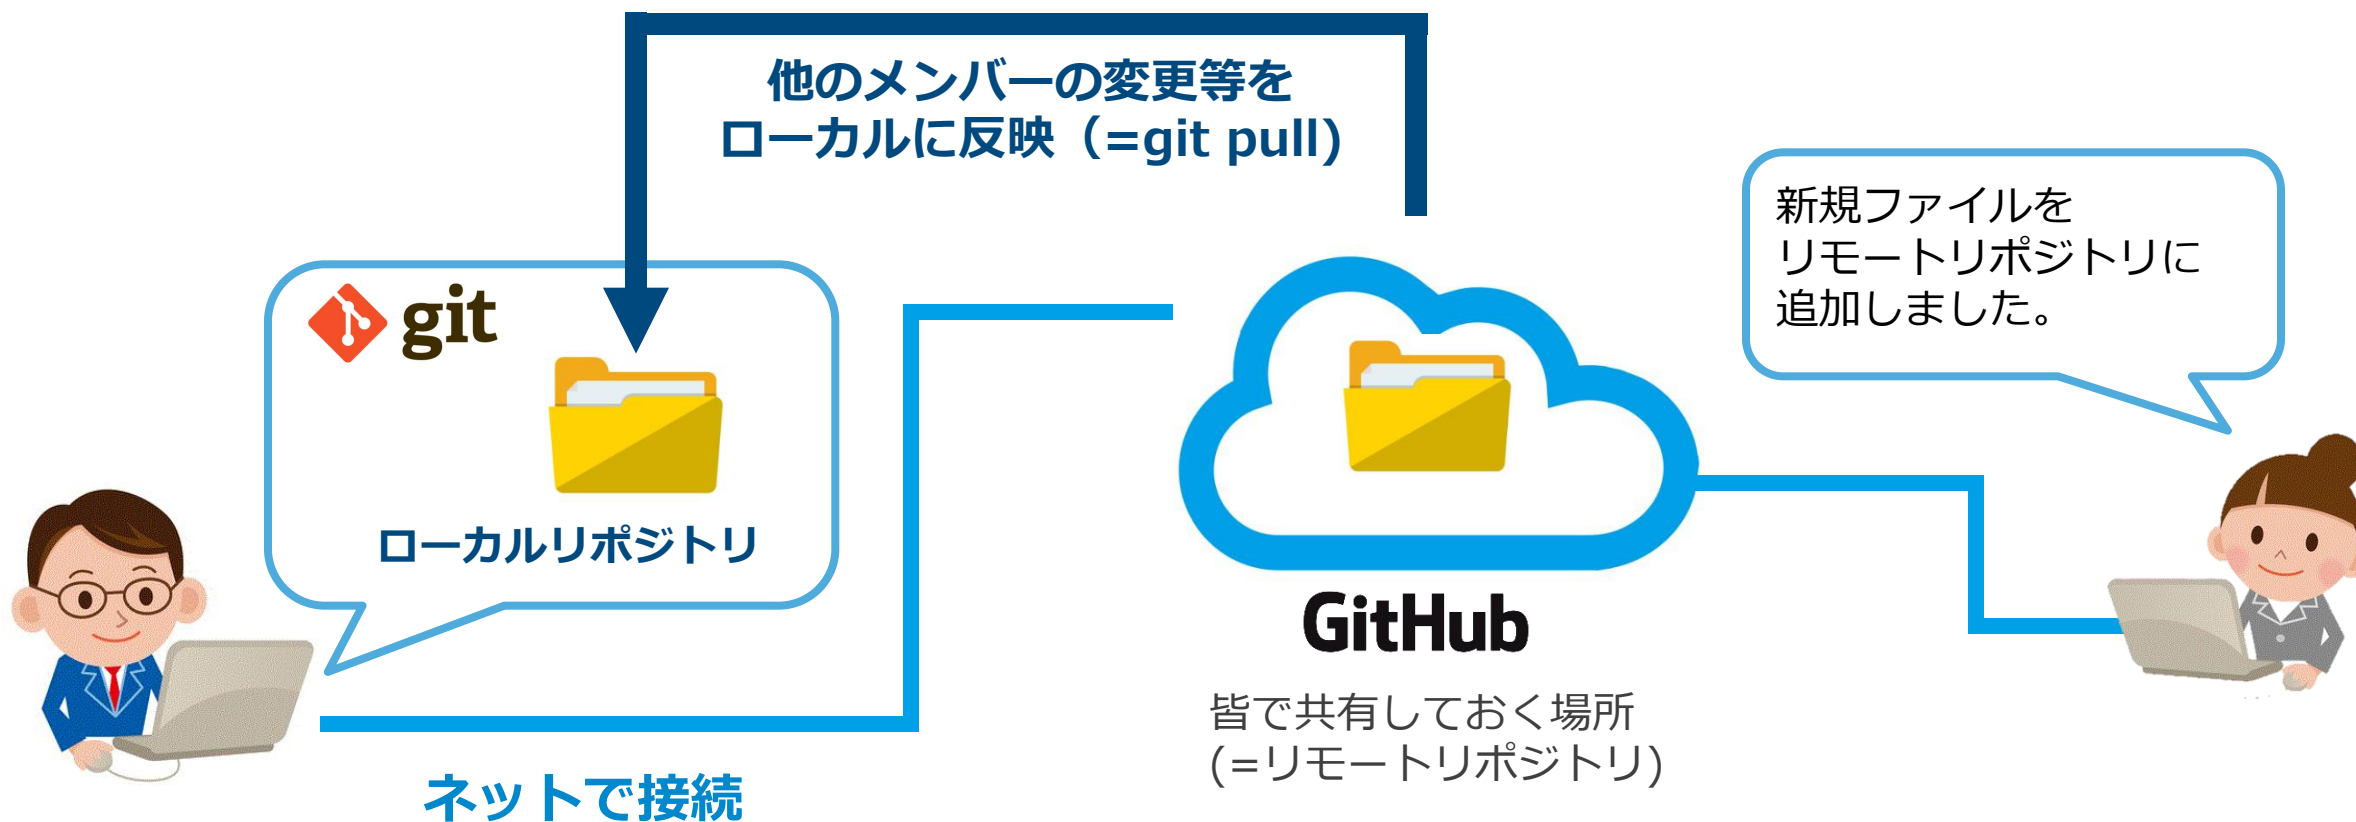 他のメンバーの変更等を
ローカルに反映（=git pull)
新規ファイルを
リモートリポジトリに
追加しました。
git
ローカルリポジトリ
GitHub
皆で共有しておく場所
(=リモートリポジトリ)
ネットで接続